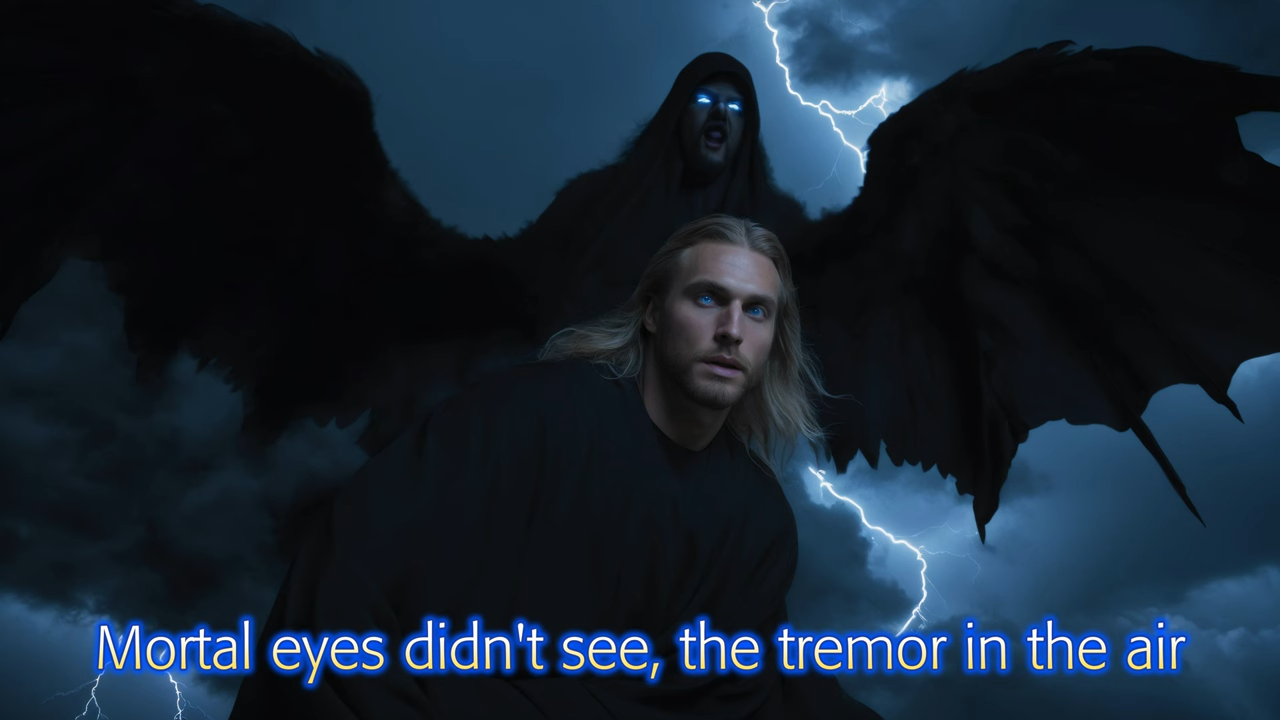 Mortal eyes didn't see, the tremor in the air